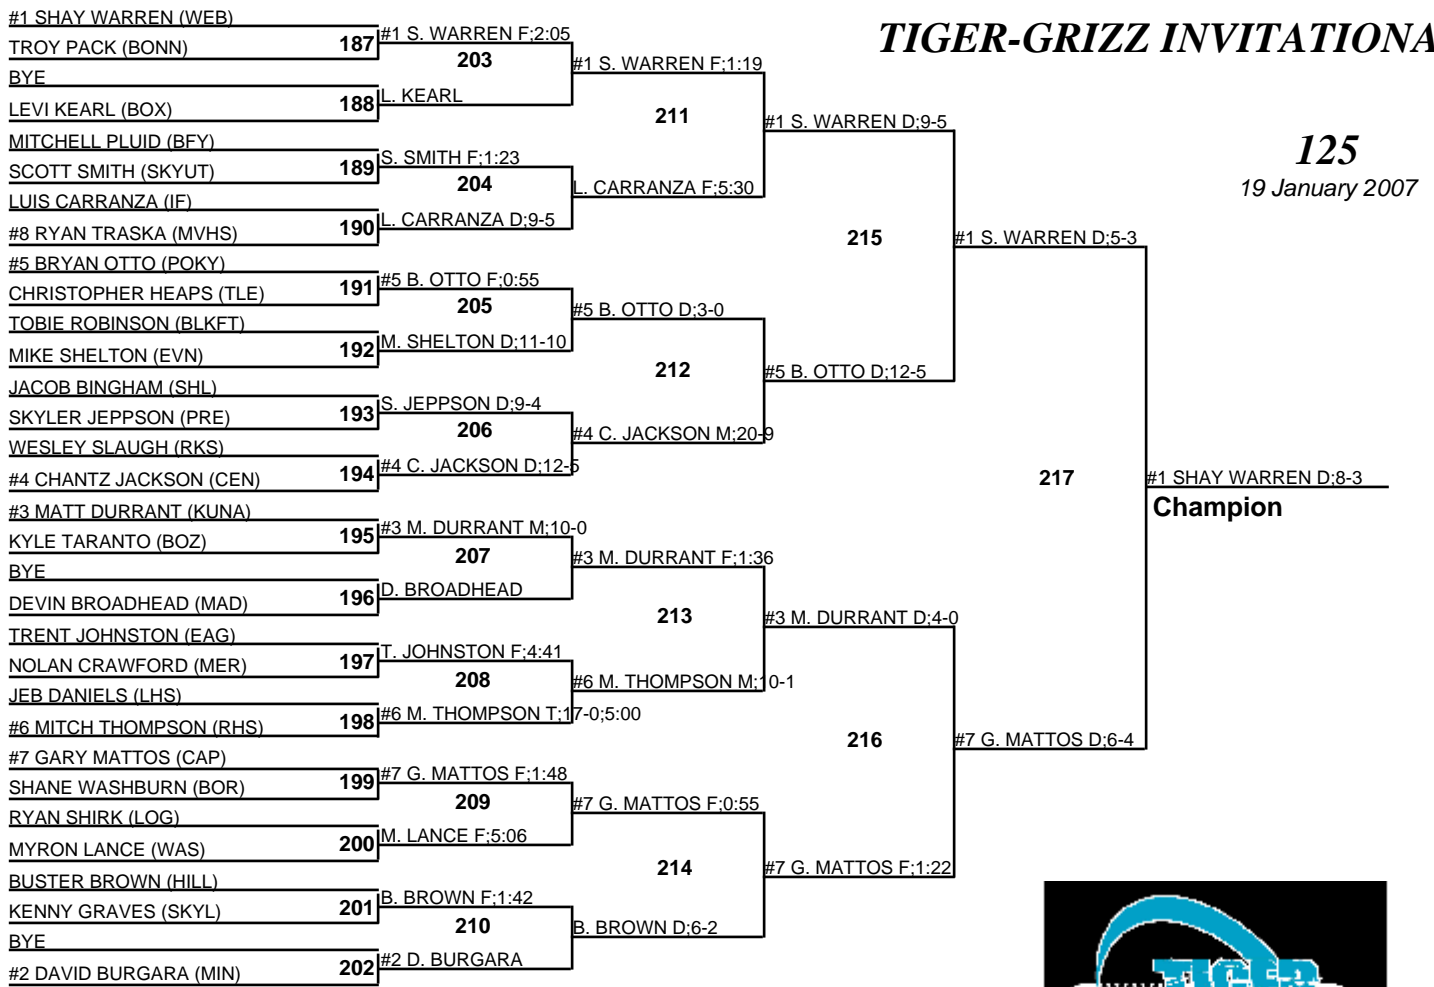 TIGER-GRIZZ INVITATIONA
125
19 January 2007
#1 SHAY WARREN (WEB)
TROY PACK (BONN)
BYE
LEVI KEARL (BOX)
MITCHELL PLUID (BFY)
SCOTT SMITH (SKYUT)
LUIS CARRANZA (IF)
#8 RYAN TRASKA (MVHS)
#5 BRYAN OTTO (POKY)
CHRISTOPHER HEAPS (TLE)
TOBIE ROBINSON (BLKFT)
MIKE SHELTON (EVN)
JACOB BINGHAM (SHL)
SKYLER JEPPSON (PRE)
WESLEY SLAUGH (RKS)
#4 CHANTZ JACKSON (CEN)
#3 MATT DURRANT (KUNA)
KYLE TARANTO (BOZ)
BYE
DEVIN BROADHEAD (MAD)
TRENT JOHNSTON (EAG)
NOLAN CRAWFORD (MER)
JEB DANIELS (LHS)
#6 MITCH THOMPSON (RHS)
#7 GARY MATTOS (CAP)
SHANE WASHBURN (BOR)
RYAN SHIRK (LOG)
MYRON LANCE (WAS)
BUSTER BROWN (HILL)
KENNY GRAVES (SKYL)
BYE
#2 DAVID BURGARA (MIN)
187
188
189
190
191
192
193
194
195
196
197
198
199
200
201
202
#1 S. WARREN F;2:05
203
L. KEARL
S. SMITH F;1:23
204
L. CARRANZA D;9-5
#5 B. OTTO F;0:55
205
M. SHELTON D;11-10
S. JEPPSON D;9-4
206
#4 C. JACKSON D;12-5
#3 M. DURRANT M;10-0
207
D. BROADHEAD
T. JOHNSTON F;4:41
208
#6 M. THOMPSON T;17-0;5:00
#7 G. MATTOS F;1:48
209
M. LANCE F;5:06
B. BROWN F;1:42
210
#2 D. BURGARA
#1 S. WARREN F;1:19
211
L. CARRANZA F;5:30
#5 B. OTTO D;3-0
212
#4 C. JACKSON M;20-9
#3 M. DURRANT F;1:36
213
#6 M. THOMPSON M;10-1
#7 G. MATTOS F;0:55
214
B. BROWN D;6-2
#1 S. WARREN D;9-5
215
#5 B. OTTO D;12-5
#3 M. DURRANT D;4-0
216
#7 G. MATTOS F;1:22
#1 S. WARREN D;5-3
217
#7 G. MATTOS D;6-4
#1 SHAY WARREN D;8-3
Champion
TIGER